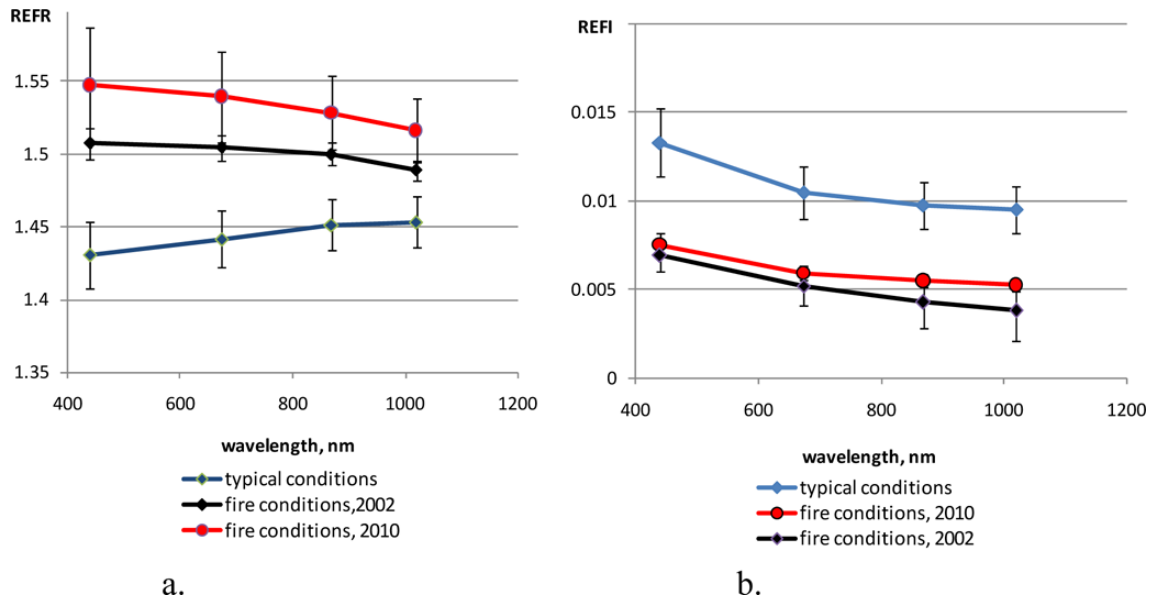 REFR
1.55
1.5
1.45
1.4
1.35
400 600 800 1000 1200
wavelength, nm
typical conditions
fire conditions,2002
fire conditions, 2010
a.
REFI
0.015
0.01
0.005
0
400 600 800 1000 1200
wavelength, nm
typical conditions
fire conditions, 2010
fire conditions, 2002
b.